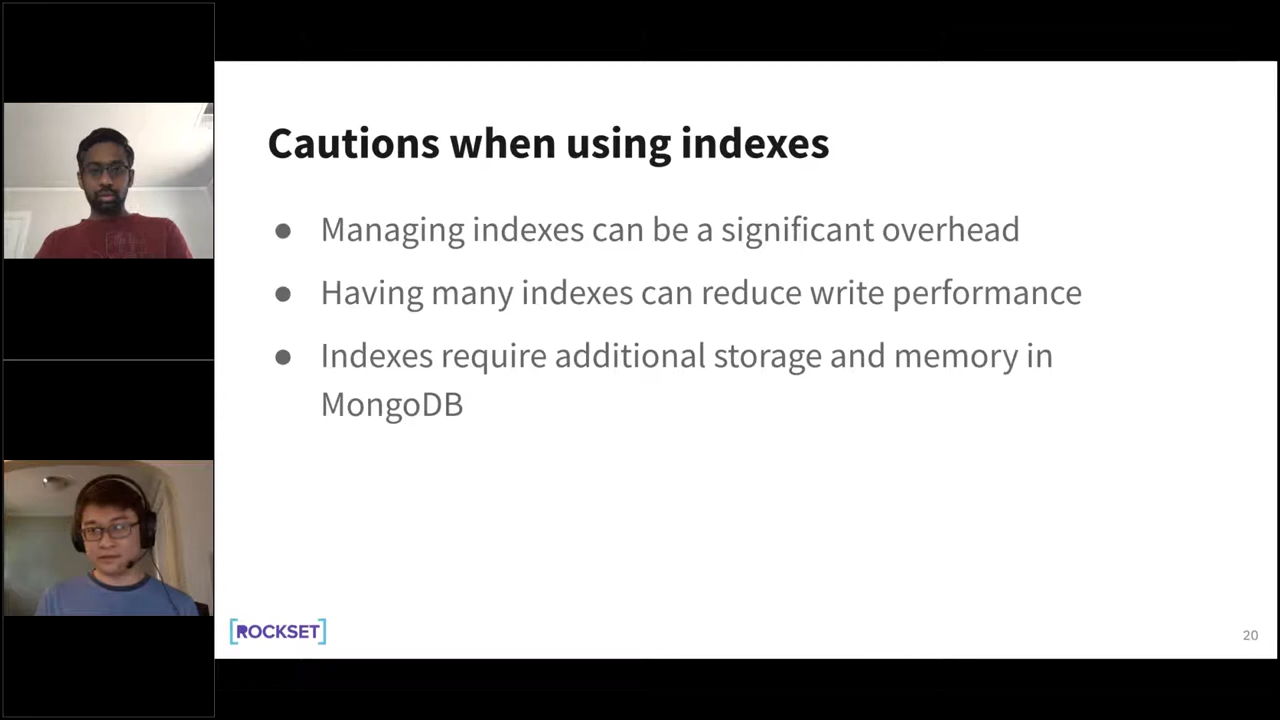 Cautions when using indexes
● Managing indexes can be a significant overhead
● Having many indexes can reduce write performance
● Indexes require additional storage and memory in
MongoDB
[ROCKSET]
20